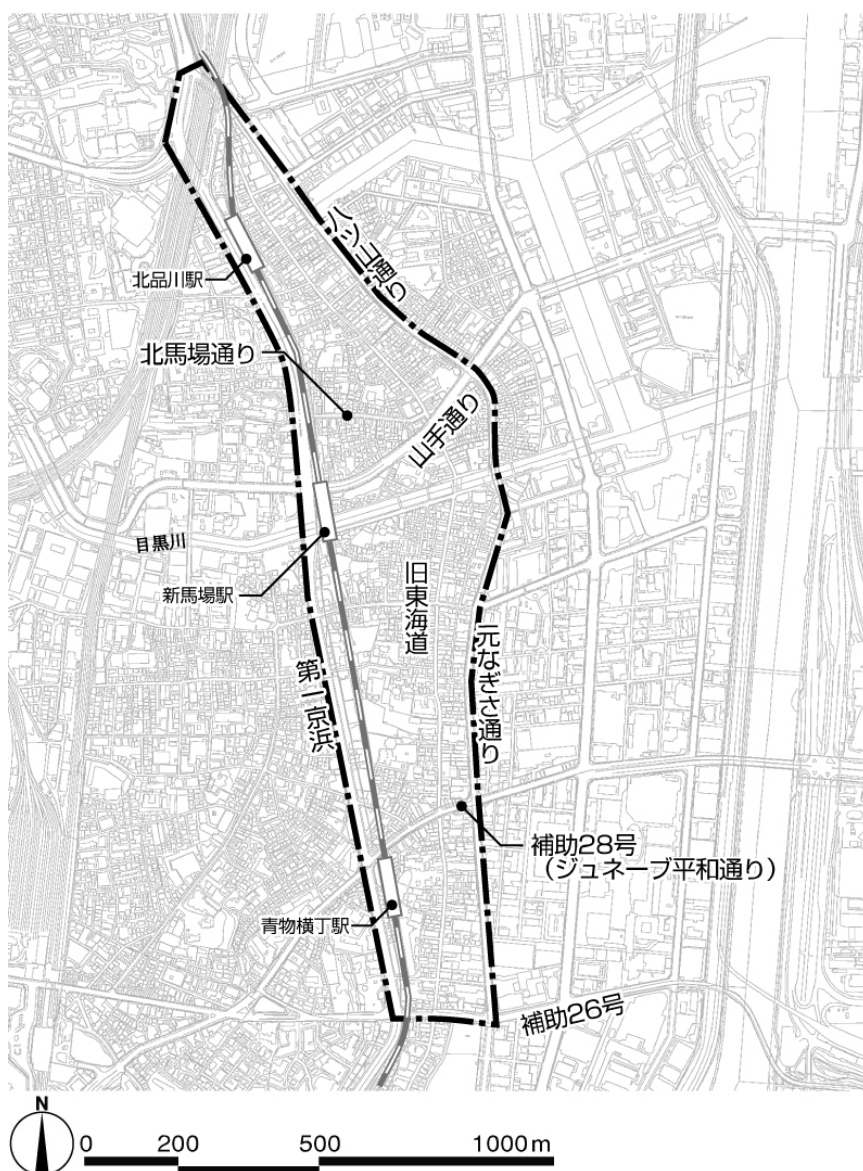 八ツ山通り
北品川駅
北馬場通り
山手通り
目黒川
新馬場駅
旧東海道
元なぎさ通り
第一京浜
補助28号
(ジュネーブ平和通り)
青物横丁駅
補助26号
N
0 200 500 1000m